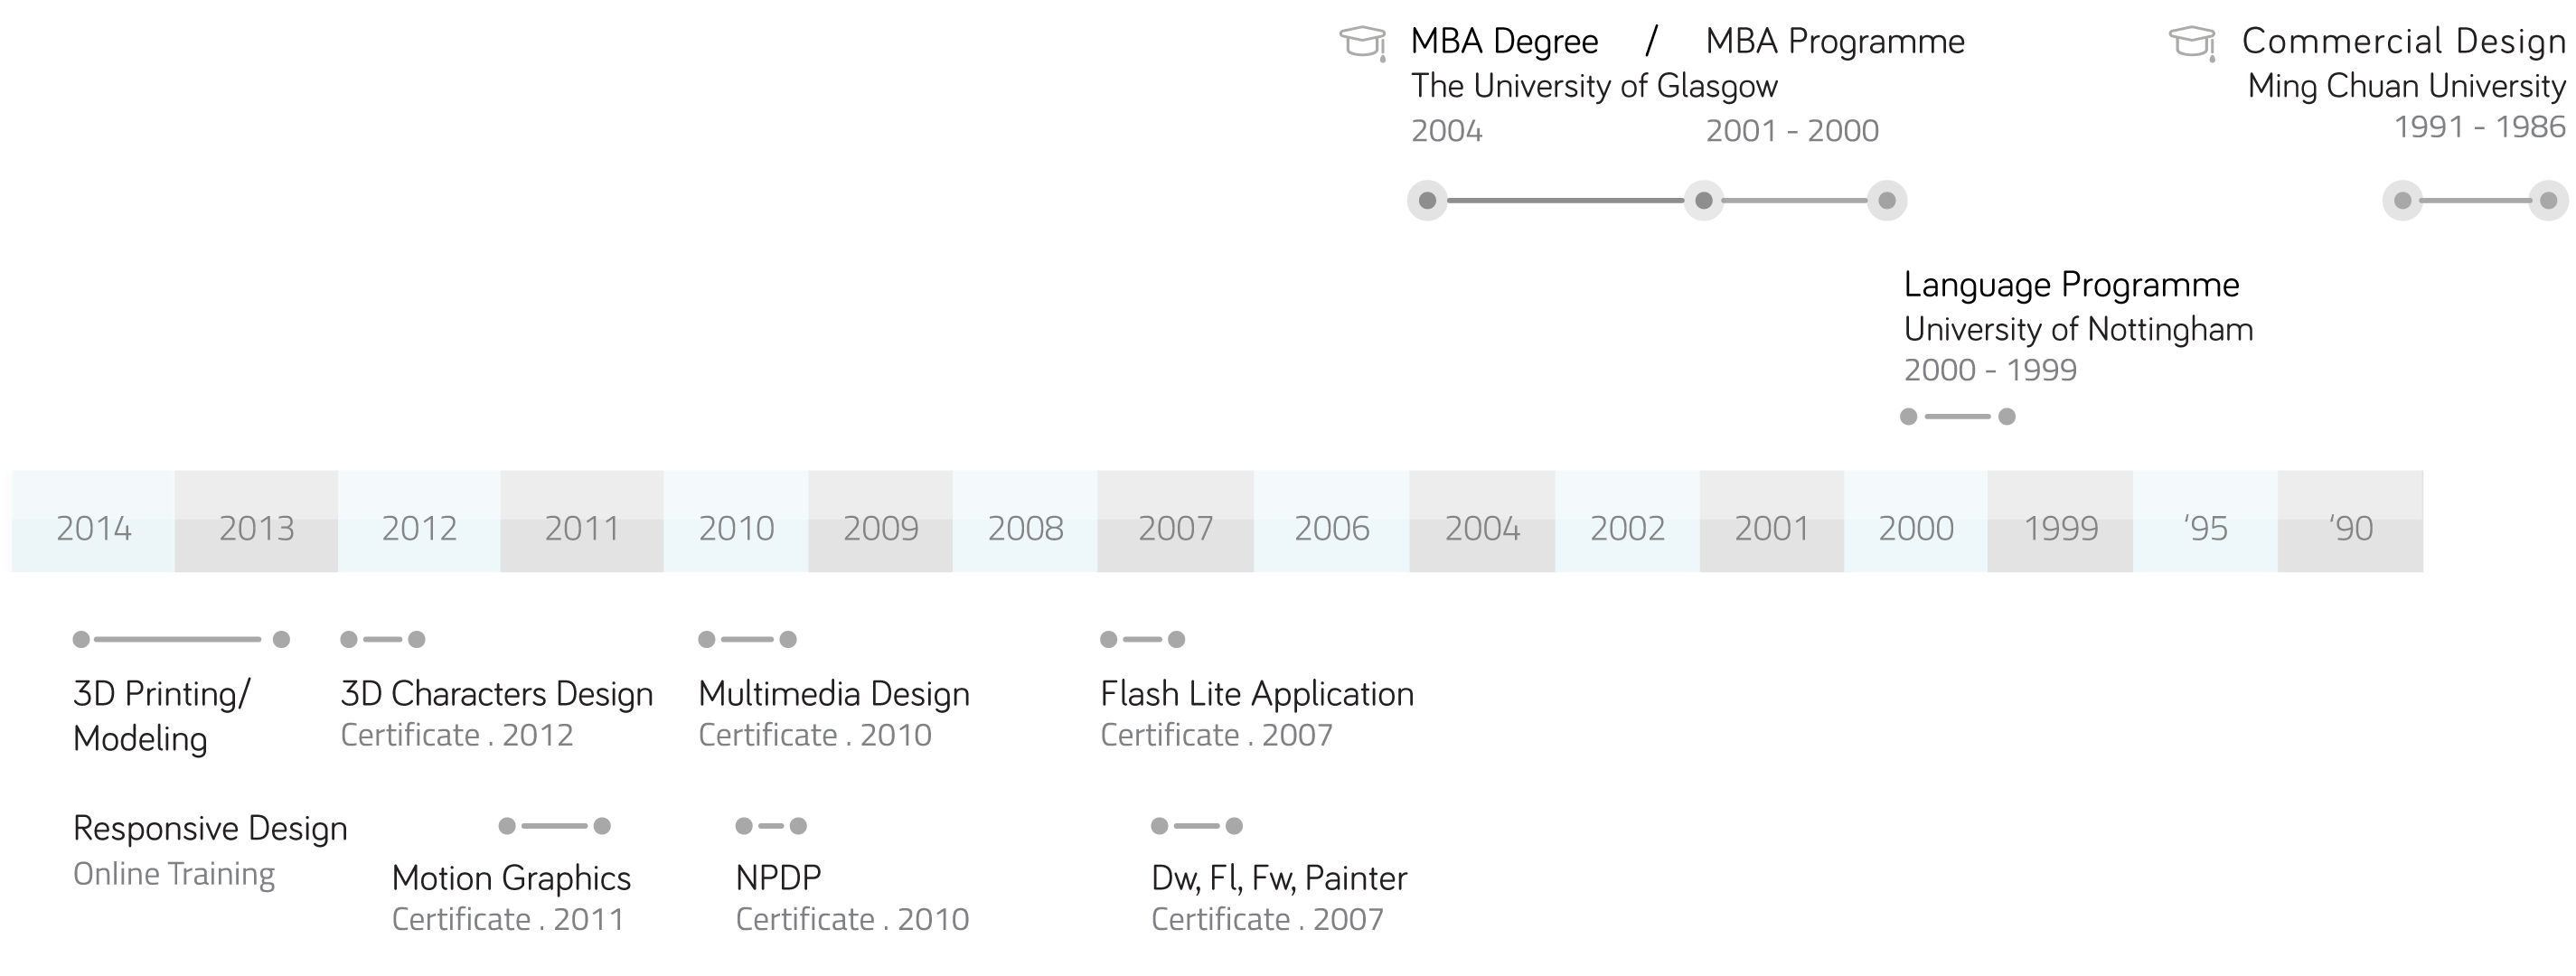 MBA Degree / MBA Programme
The University of Glasgow
2004 2001 - 2000
Commercial Design
Ming Chuan University
1991 - 1986
Language Programme
University of Nottingham
2000 - 1999
2014 2013 2012 2011 2010 2009 2008 2007 2006 2004 2002 2001 2000 1999 ‘95 ‘90
3D Printing/
Modeling
Responsive Design
Online Training
3D Characters Design
Certificate . 2012
Motion Graphics
Certificate . 2011
Multimedia Design
Certificate . 2010
NPDP
Certificate . 2010
Flash Lite Application
Certificate . 2007
Dw, Fl, Fw, Painter
Certificate . 2007